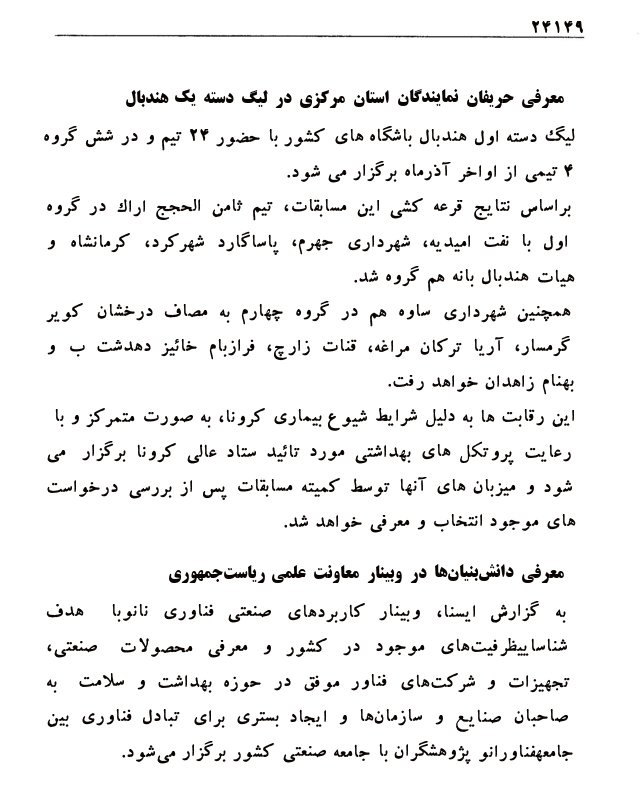 ۲۴۱۴۹
معرفی حریفان نمایندگان استان مرکزی در لیگ دسته یک هندبال
لیگ دسته اول هندبال باشگاه های کشور با حضور ۲۴ تیم و در شش گروه
۴ تیمی از اواخر آذرماه برگزار می شود.
براساس نتایج قرعه کشی این مسابقات، تیم ثامن الحجج اراک در گروه
اول با نفت امیدیه، شهرداری جهرم، پاساگارد شهرکرد، کرمانشاه و
هیات هندبال بانه هم گروه شد.
همچنین شهرداری ساوه هم در گروه چهارم به مصاف درخشان کویر
گرمسار، آریا ترکان مراغه، قنات زارچ، فرازبام خائیز دهدشت ب و
بهنام زاهدان خواهد رفت.
این رقابت ها به دلیل شرایط شیوع بیماری کرونا، به صورت متمرکز و با
رعایت پروتکل های بهداشتی مورد تائید ستاد عالی کرونا برگزار می
شود و میزبان های آنها توسط کمیته مسابقات پس از بررسی درخواست
های موجود انتخاب و معرفی خواهد شد.
معرفی دانش‌بنیان‌ها در وبینار معاونت علمی ریاست‌جمهوری
به گزارش ایسنا، وبینار کاربردهای صنعتی فناوری نانوبا هدف
شناساییظرفیت‌های موجود در کشور و معرفی محصولات صنعتی،
تجهیزات و شرکت‌های فناور موفق در حوزه بهداشت و سلامت به
صاحبان صنایع و سازمان‌ها و ایجاد بستری برای تبادل فناوری بین
جامعهفناورانو پژوهشگران با جامعه صنعتی کشور برگزار می‌شود.